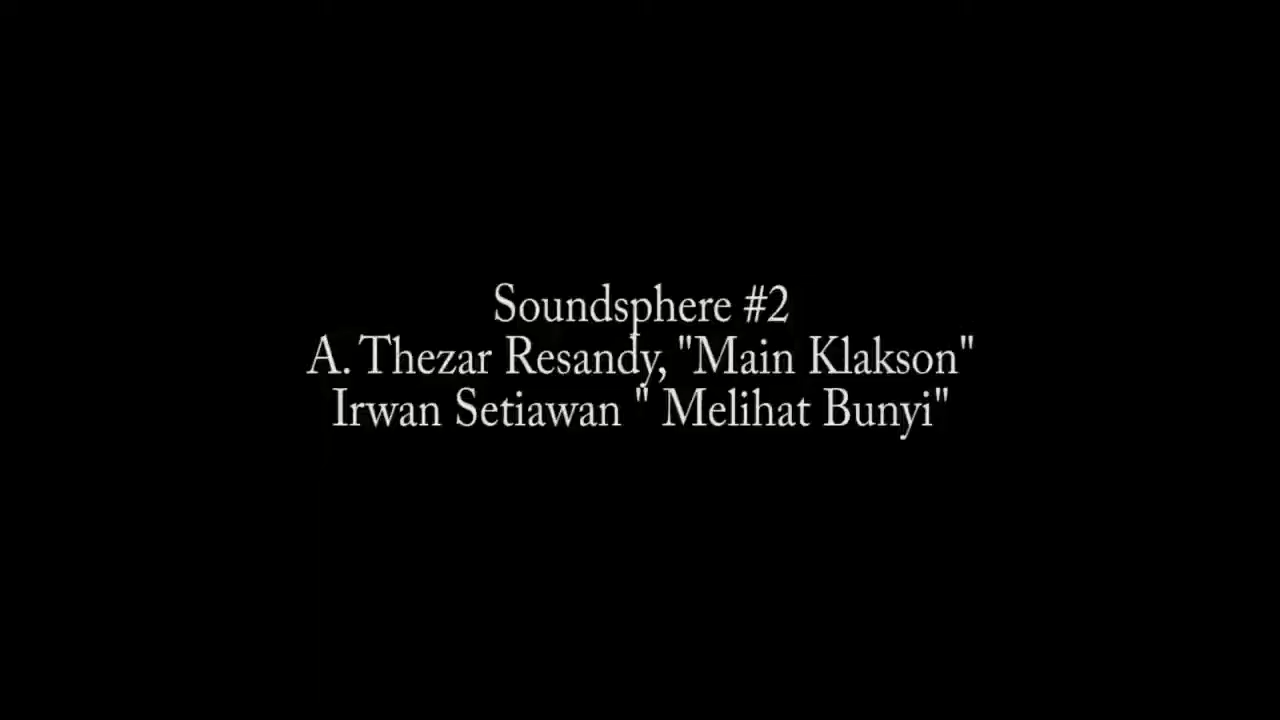 Soundsphere #2
A. Thezar Resandy, "Main Klakson"
Irwan Setiawan " Melihat Bunyi"